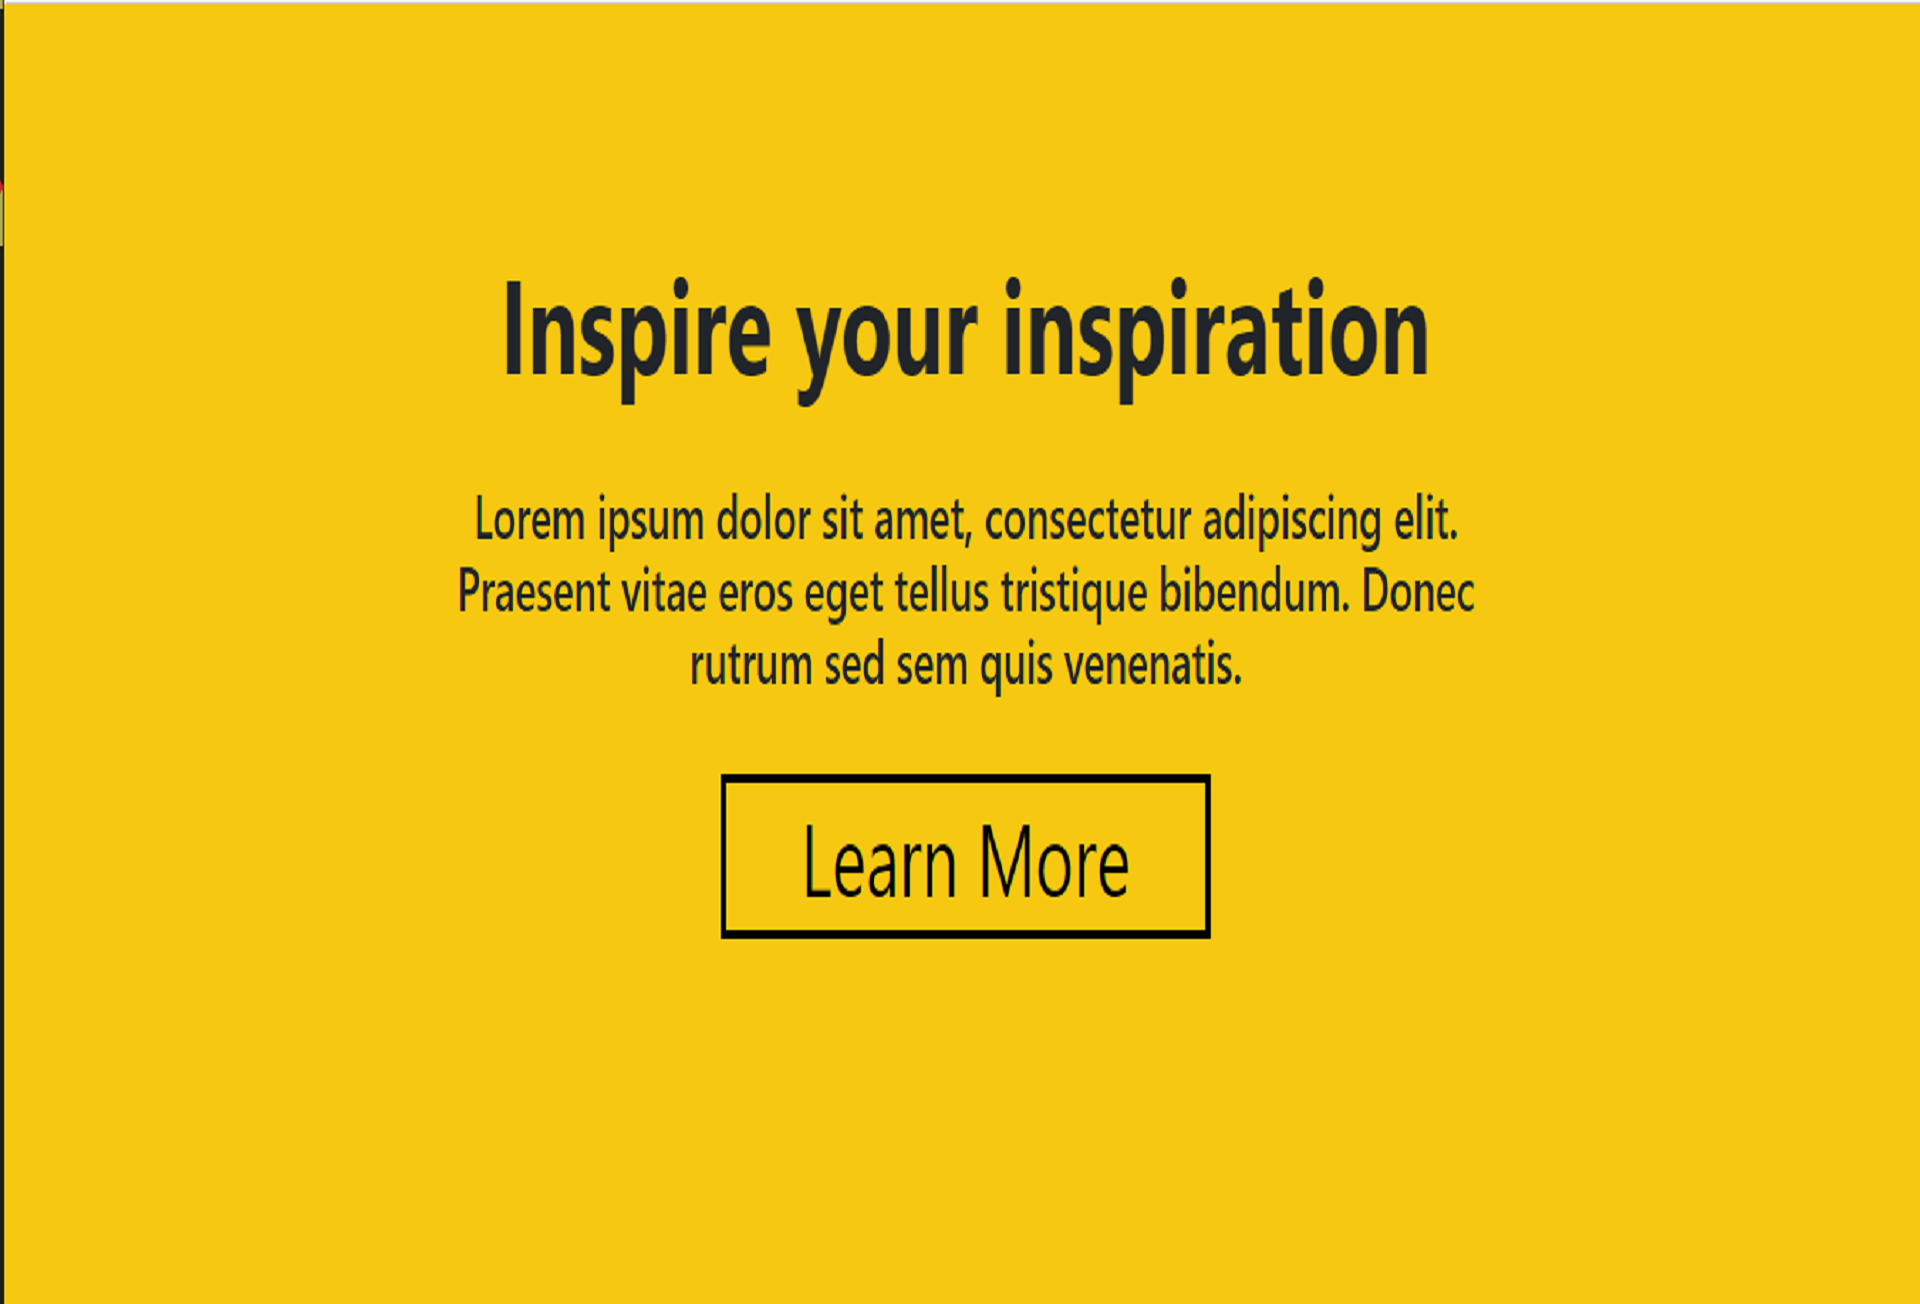 Inspire your inspiration
Lorem ipsum dolor sit amet, consectetur adipiscing elit.
Praesent vitae eros eget tellus tristique bibendum. Donec
rutrum sed sem quis venenatis.
Learn More